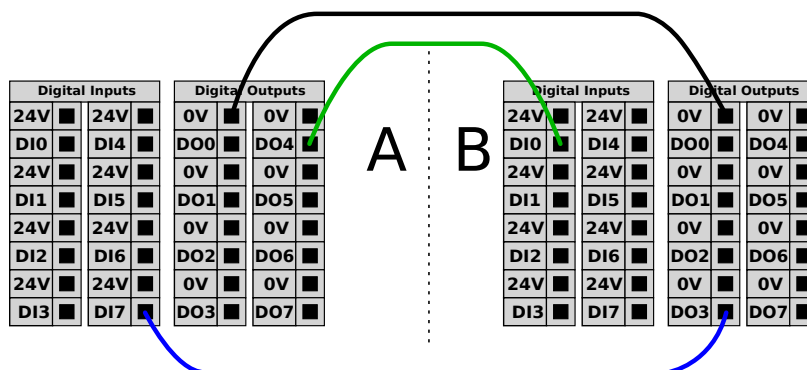 Digital Inputs Digital Outputs Digital Inputs Digital Outputs
24V 24V 0V 0V 24V 24V 0V 0V
DI0 DI4 DO0 DO4 A B DI0 DI4 DO0 DO4
24V 24V 0V 0V 24V 24V 0V 0V
DI1 DI5 DO1 DO5 DI1 DI5 DO1 DO5
24V 24V 0V 0V 24V 24V 0V 0V
DI2 DI6 DO2 DO6 DI2 DI6 DO2 DO6
24V 24V 0V 0V 24V 24V 0V 0V
DI3 DI7 DO3 DO7 DI3 DI7 DO3 DO7